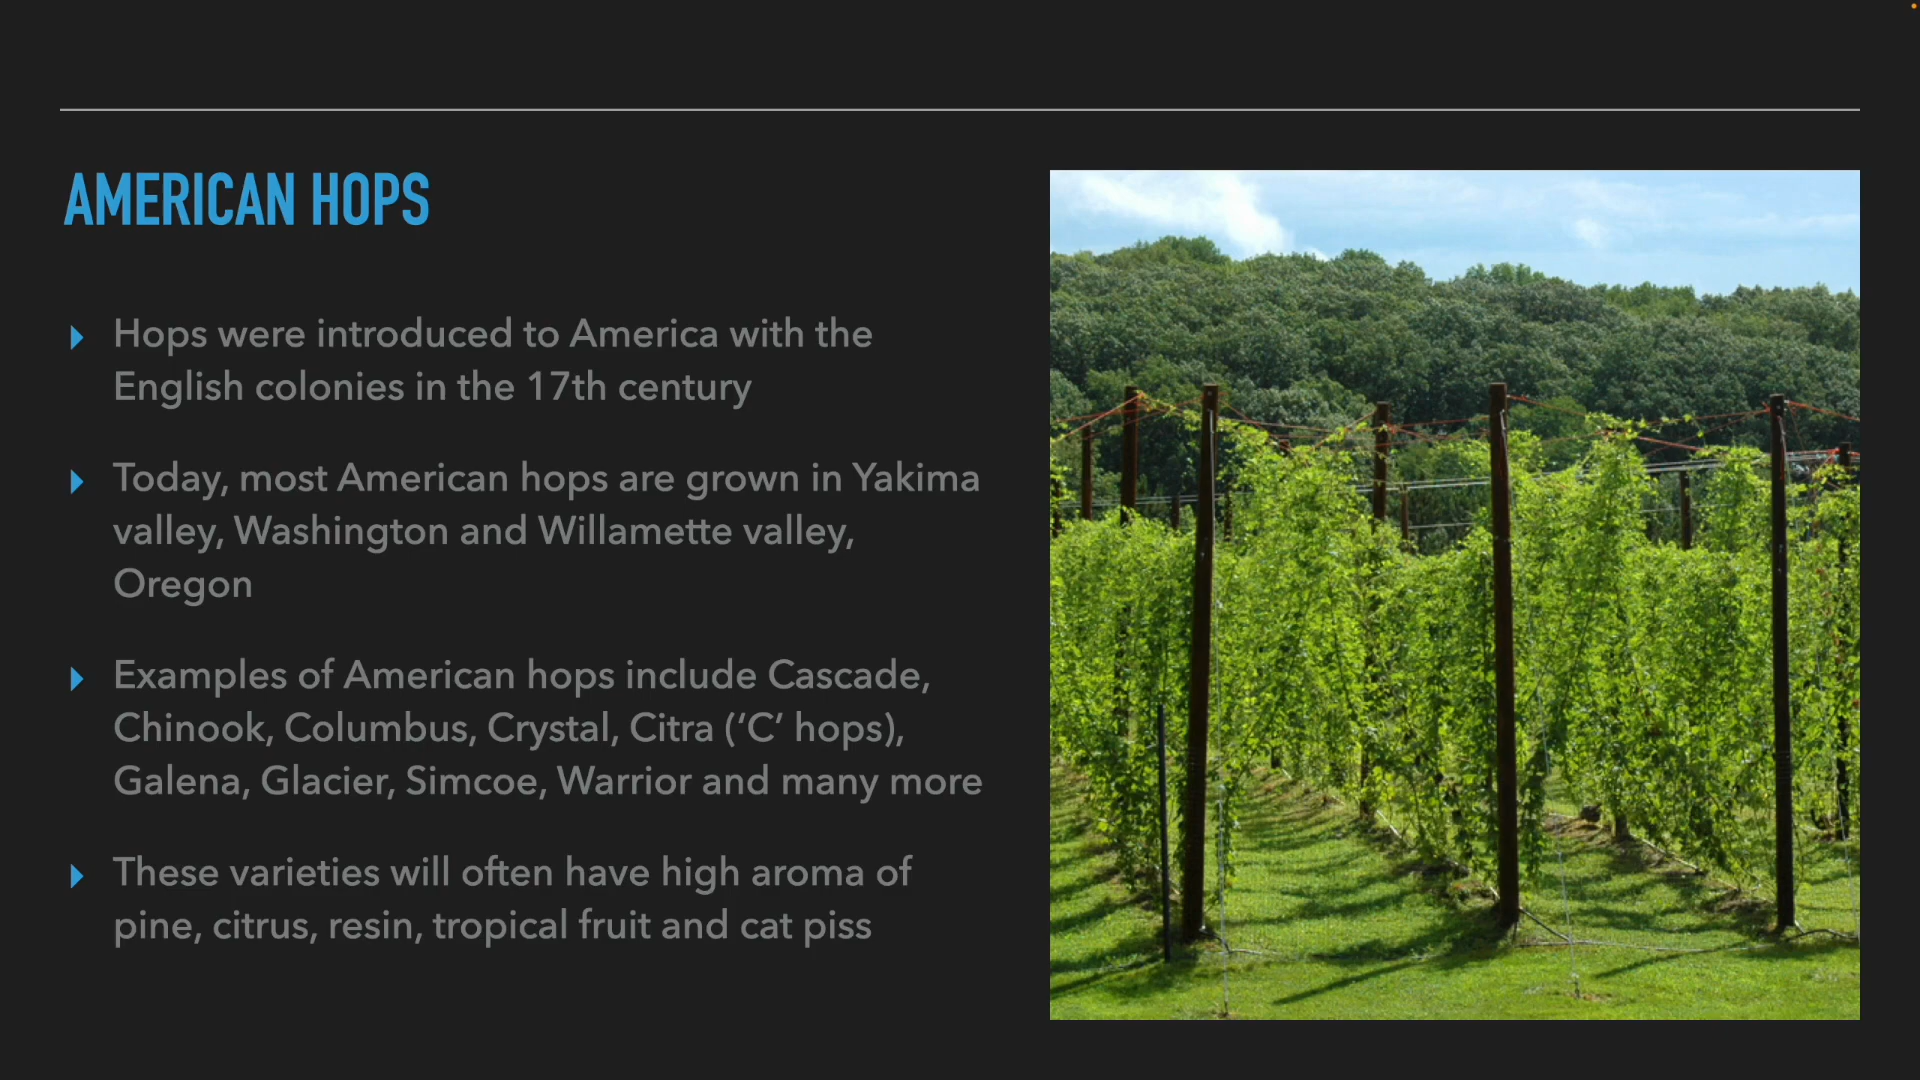 AMERICAN HOPS
Hops were introduced to America with the
English colonies in the 17th century
Today, most American hops are grown in Yakima
valley, Washington and Willamette valley,
Oregon
Examples of American hops include Cascade,
Chinook, Columbus, Crystal, Citra (‘C’ hops),
Galena, Glacier, Simcoe, Warrior and many more
These varieties will often have high aroma of
pine, citrus, resin, tropical fruit and cat piss